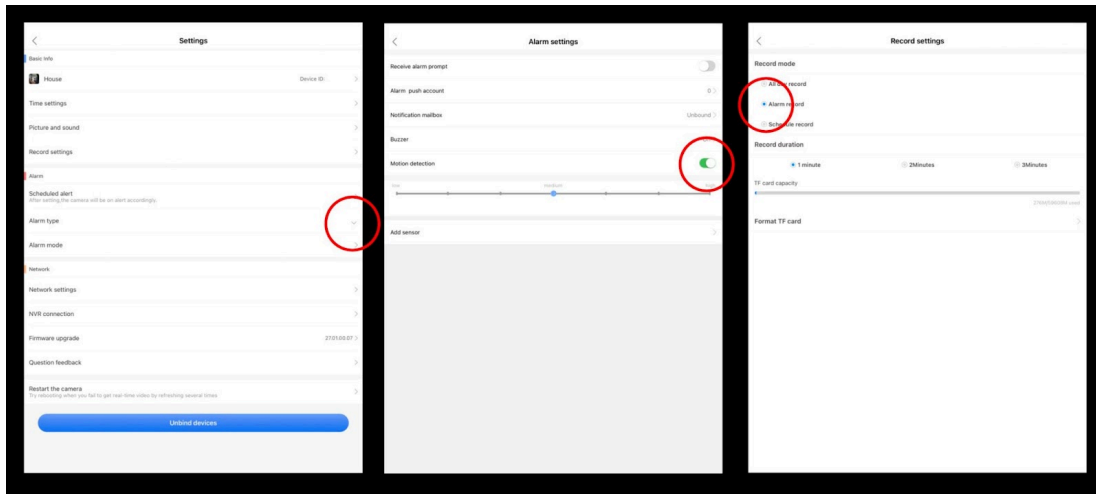 Settings
Basic Info
House
Device ID:
Time settings
Picture and sound
Record settings
Alarm
Scheduled alert
After setting,the camera will be on alert accordingly.
Alarm type
Alarm mode
Network
Network settings
NVR connection
Firmware upgrade
Question feedback
Restart the camera
Try rebooting when you fail to get real-time video by refreshing several times
Unbind devices
Alarm settings
Receive alarm prompt
Alarm push account
0
Notification mailbox
Unbound
Buzzer
Motion detection
low medium high
Add sensor
Record settings
Record mode
All day record
Alarm record
Schedule record
Record duration
1 minute 2Minutes 3Minutes
TF card capacity
Format TF card